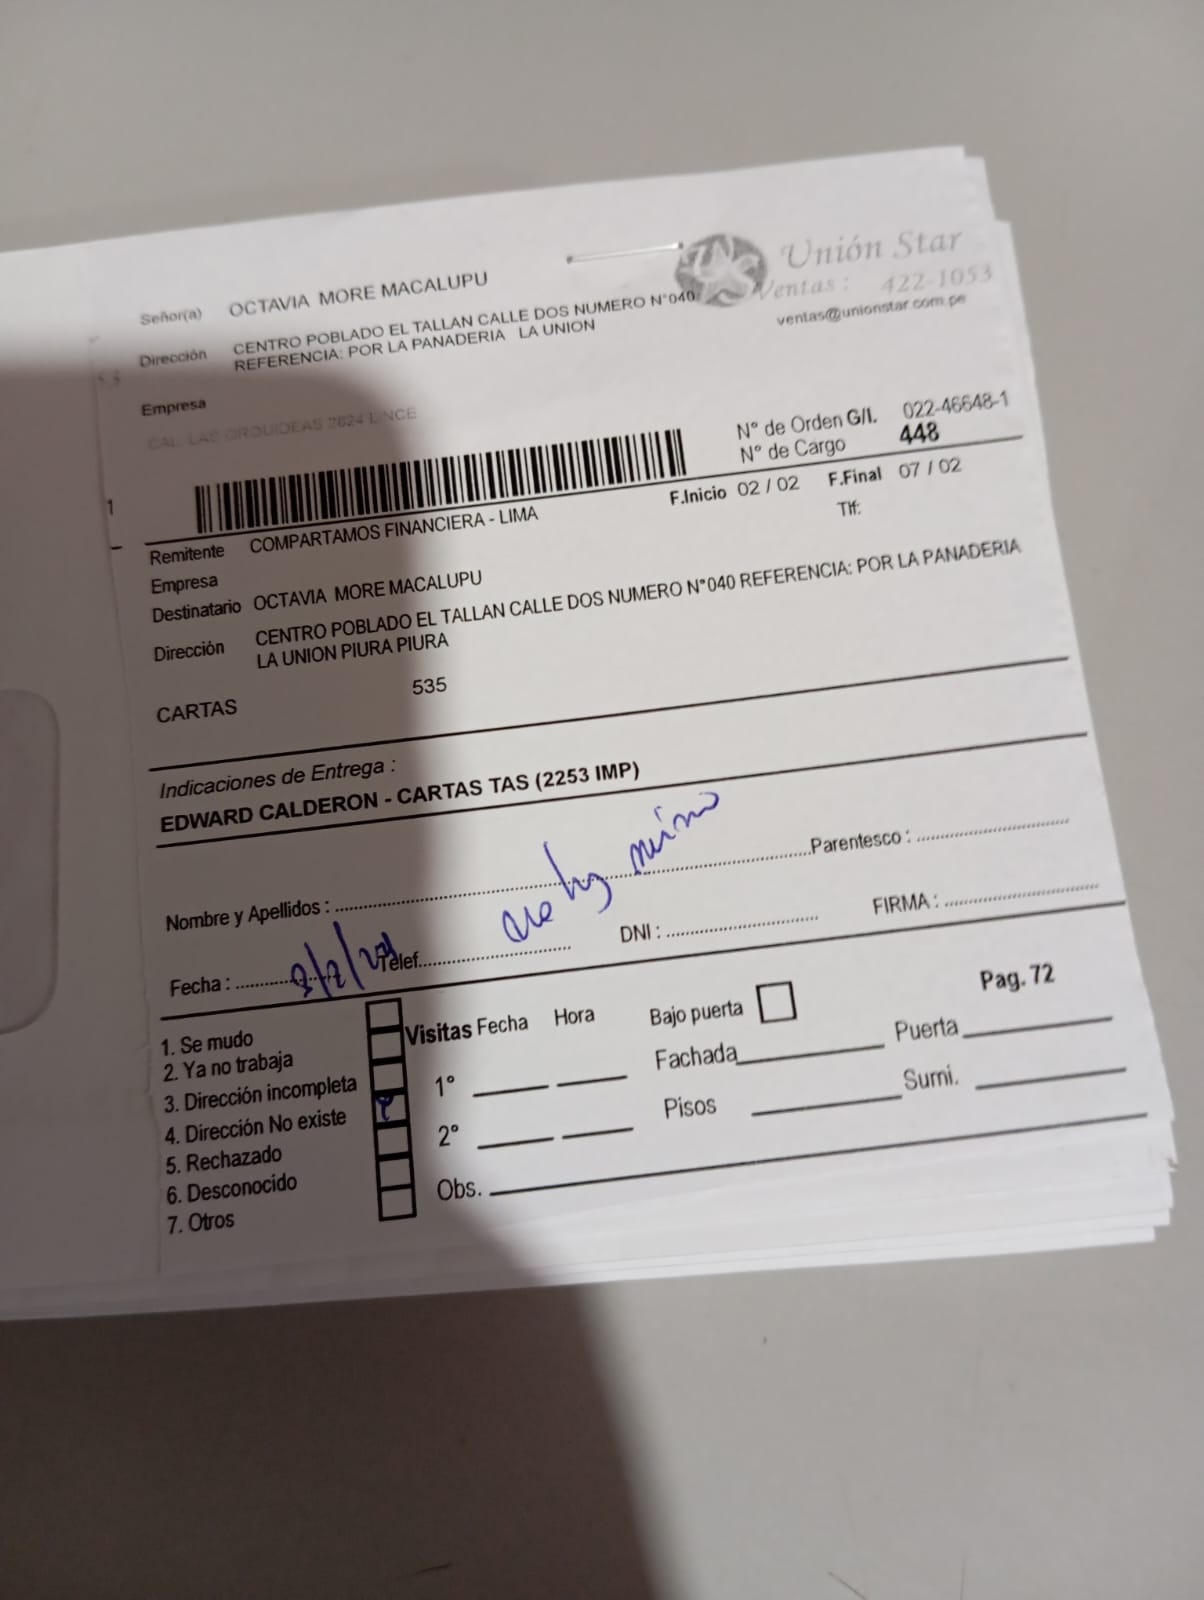 Unión Star
Ventas : 422-1053
ventas@unionstar.com.pe
Señor(a) OCTAVIA MORE MACALUPU
Dirección CENTRO POBLADO EL TALLAN CALLE DOS NUMERO N°040
REFERENCIA: POR LA PANADERIA LA UNION
Empresa
CAL. LAS ORQUIDEAS 2624 LINCE
N° de Orden G/I. 022-46648-1
N° de Cargo 448
1
F.Inicio 02 / 02 F.Final 07 / 02
Remitente COMPARTAMOS FINANCIERA - LIMA
Tlf:
Empresa
Destinatario OCTAVIA MORE MACALUPU
Dirección CENTRO POBLADO EL TALLAN CALLE DOS NUMERO N°040 REFERENCIA: POR LA PANADERIA
LA UNION PIURA PIURA
CARTAS 535
Indicaciones de Entrega :
EDWARD CALDERON - CARTAS TAS (2253 IMP)
Nombre y Apellidos : Parentesco :
Fecha : Telef. DNI : FIRMA :
1. Se mudo
2. Ya no trabaja
3. Dirección incompleta
4. Dirección No existe
5. Rechazado
6. Desconocido
7. Otros
Visitas Fecha Hora
1°
2°
Obs.
Bajo puerta
Fachada
Pisos
Pag. 72
Puerta
Sumi.